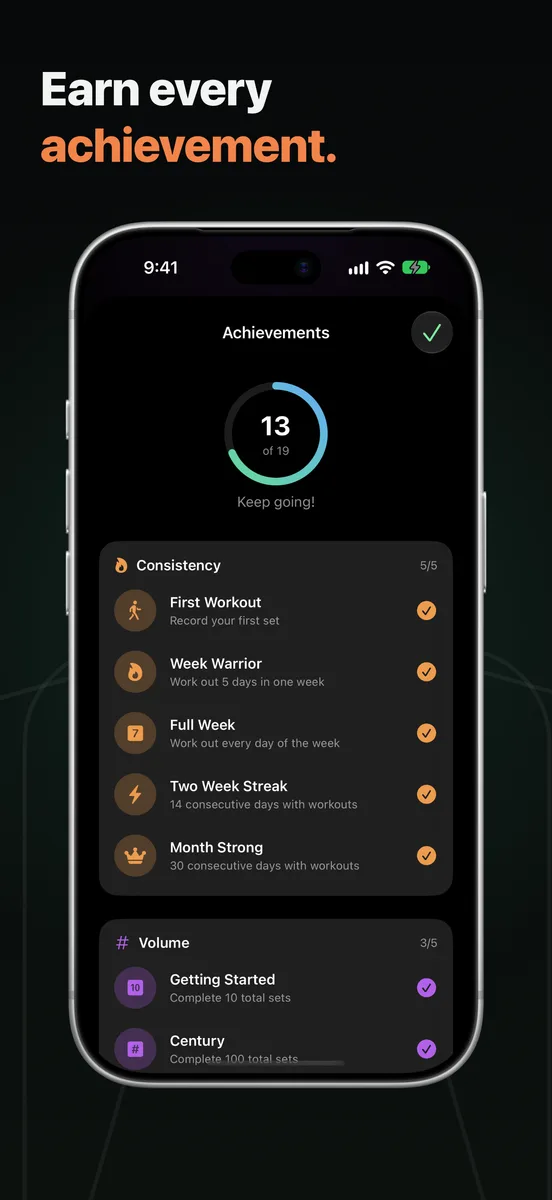 Earn every
achievement.
9:41
Achievements
13
of 19
Keep going!
Consistency
5/5
First Workout
Record your first set
Week Warrior
Work out 5 days in one week
7
Full Week
Work out every day of the week
Two Week Streak
14 consecutive days with workouts
Month Strong
30 consecutive days with workouts
# Volume
3/5
10
Getting Started
Complete 10 total sets
#
Century
Complete 100 total sets